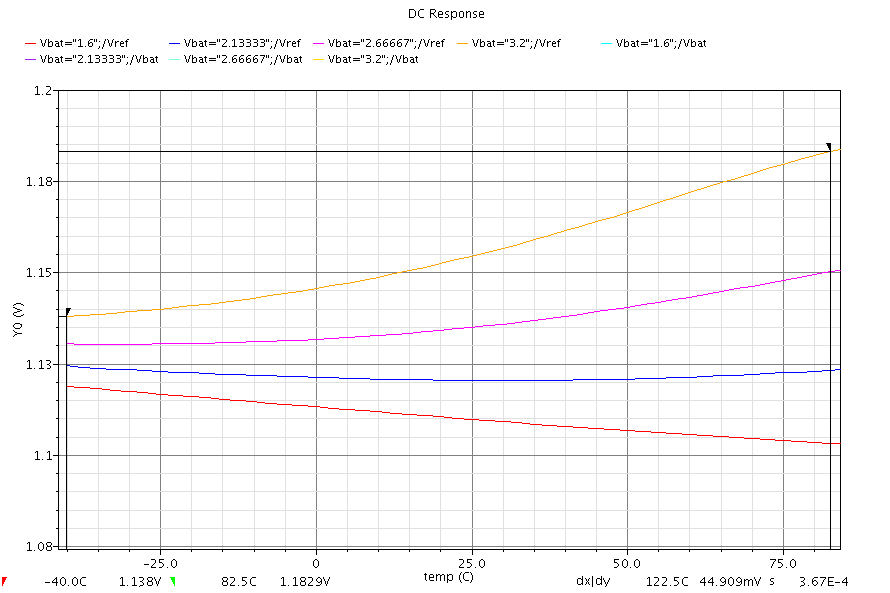 DC Response
Vbat="1.6";/Vref Vbat="2.13333";/Vref Vbat="2.66667";/Vref Vbat="3.2";/Vref Vbat="1.6";/Vbat
Vbat="2.13333";/Vbat Vbat="2.66667";/Vbat Vbat="3.2";/Vbat
1.2
1.18
1.15
Y0 (V)
1.13
1.1
1.08
-25.0 0 25.0 50.0 75.0
temp (C)
-40.0C 1.138V 82.5C 1.1829V dx|dy 122.5C 44.909mV s 3.67E-4